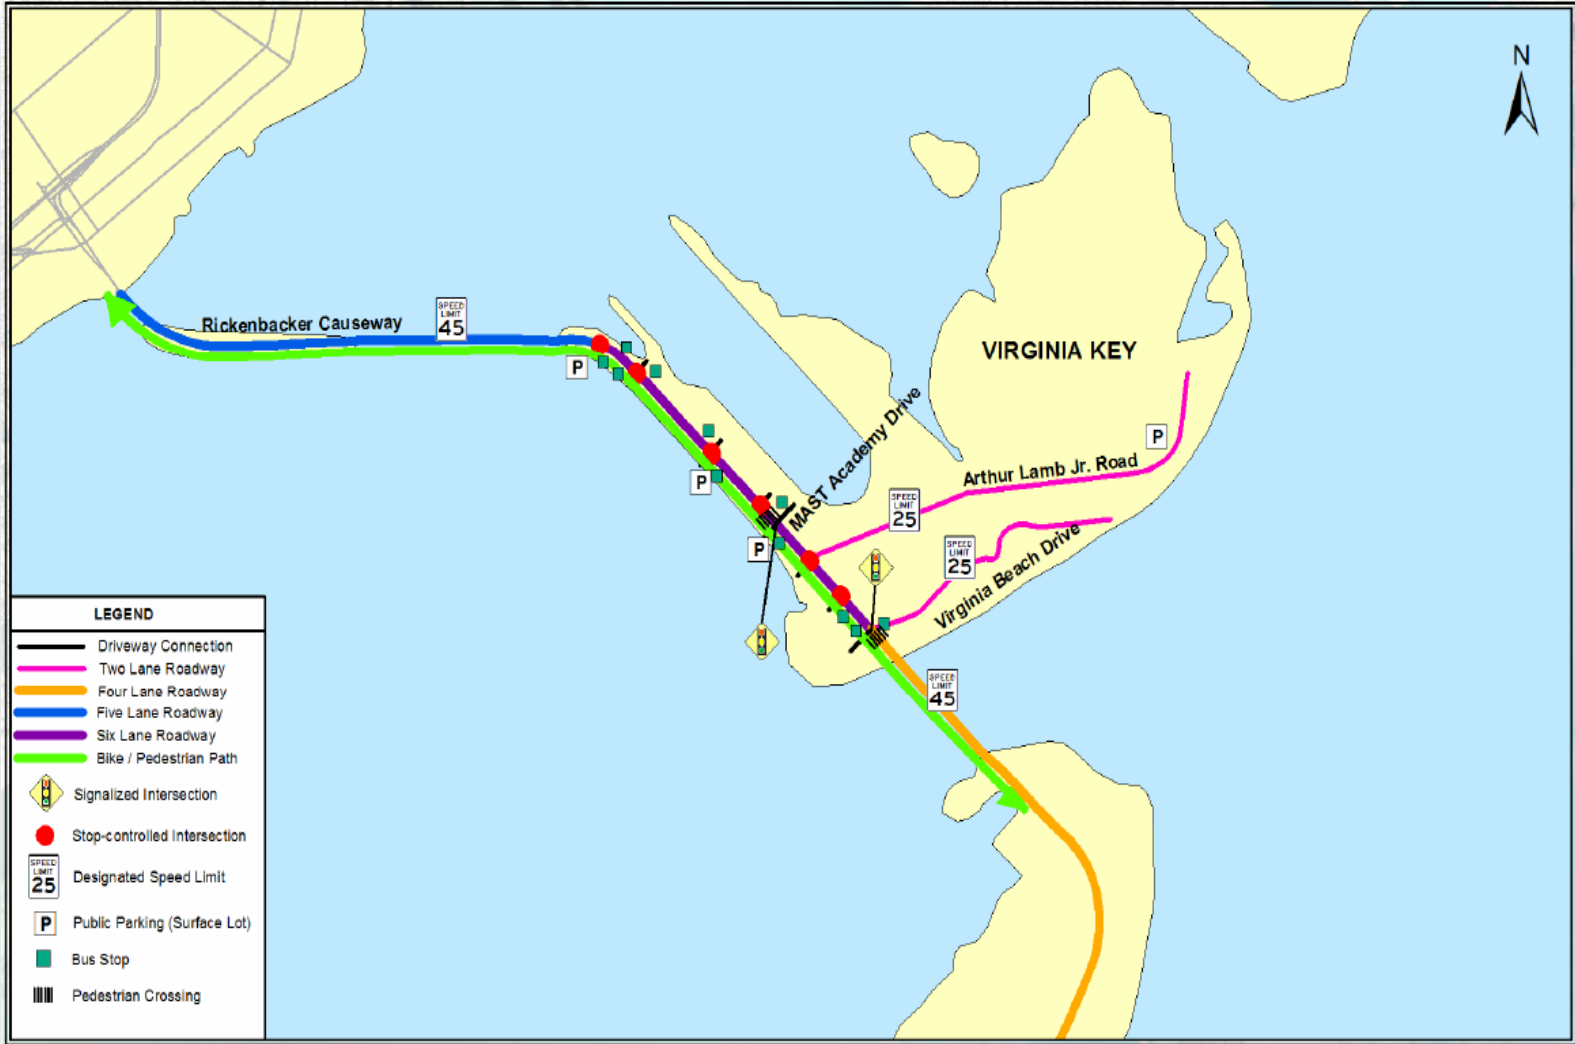 N
Rickenbacker Causeway
SPEED
LIMIT
45
P
VIRGINIA KEY
MAST Academy Drive
P
Arthur Lamb Jr. Road
P
SPEED
LIMIT
25
P
SPEED
LIMIT
25
Virginia Beach Drive
SPEED
LIMIT
45
LEGEND
Driveway Connection
Two Lane Roadway
Four Lane Roadway
Five Lane Roadway
Six Lane Roadway
Bike / Pedestrian Path
Signalized Intersection
Stop-controlled Intersection
SPEED
LIMIT
25
Designated Speed Limit
P Public Parking (Surface Lot)
Bus Stop
Pedestrian Crossing